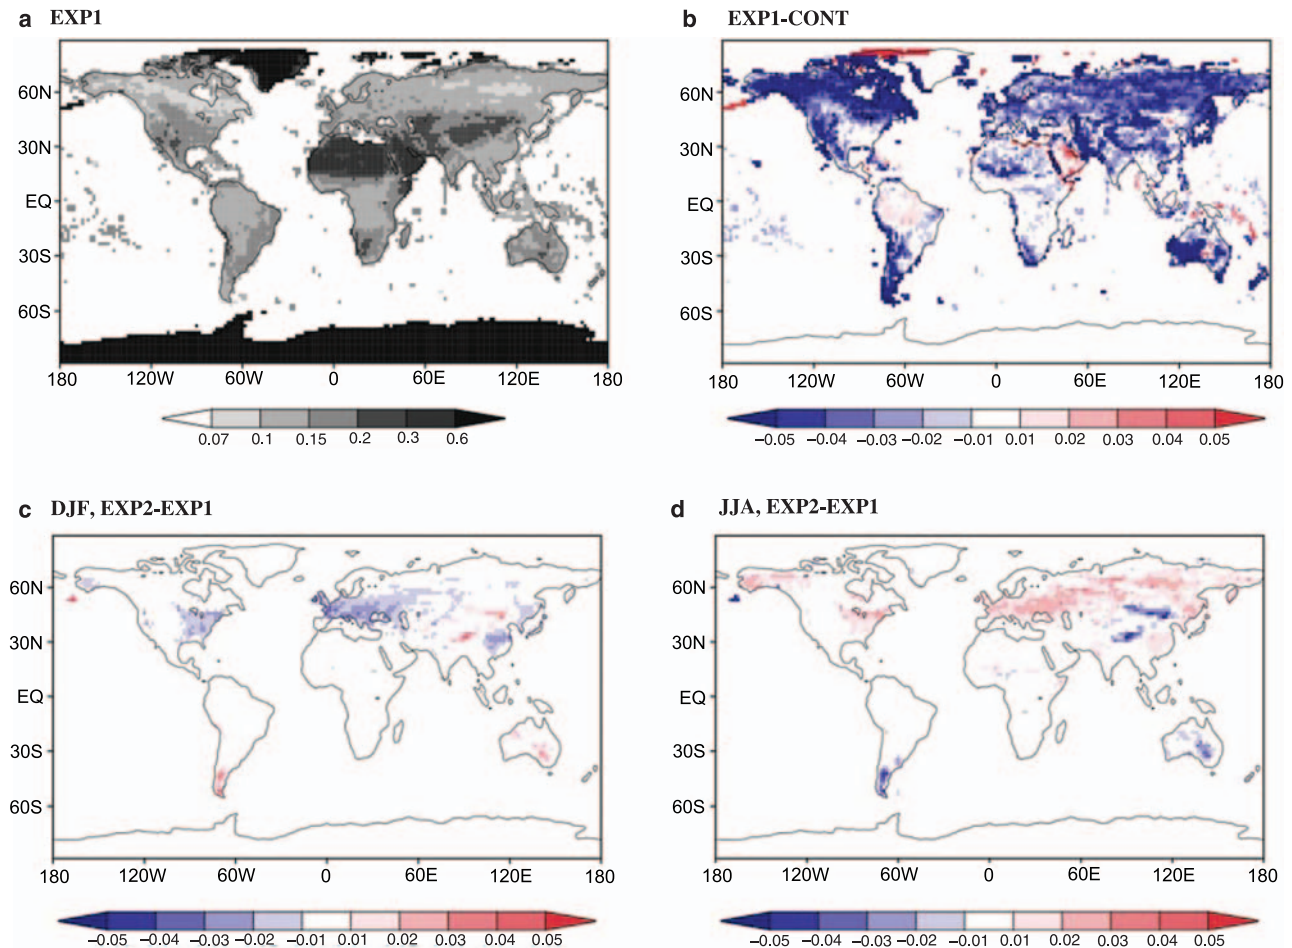 a EXP1
60N
30N
EQ
30S
60S
180 120W 60W 0 60E 120E 180
0.07 0.1 0.15 0.2 0.3 0.6
b EXP1-CONT
60N
30N
EQ
30S
60S
180 120W 60W 0 60E 120E 180
−0.05 −0.04 −0.03 −0.02 −0.01 0.01 0.02 0.03 0.04 0.05
c DJF, EXP2-EXP1
60N
30N
EQ
30S
60S
180 120W 60W 0 60E 120E 180
−0.05 −0.04 −0.03 −0.02 −0.01 0.01 0.02 0.03 0.04 0.05
d JJA, EXP2-EXP1
60N
30N
EQ
30S
60S
180 120W 60W 0 60E 120E 180
−0.05 −0.04 −0.03 −0.02 −0.01 0.01 0.02 0.03 0.04 0.05